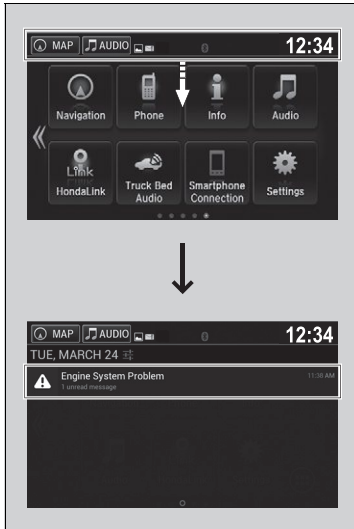 MAP AUDIO 12:34
Navigation Phone Info Audio
Link
HondaLink Truck Bed Audio Smartphone Connection Settings
MAP AUDIO 12:34
TUE, MARCH 24
Engine System Problem 11:38 AM
1 unread message